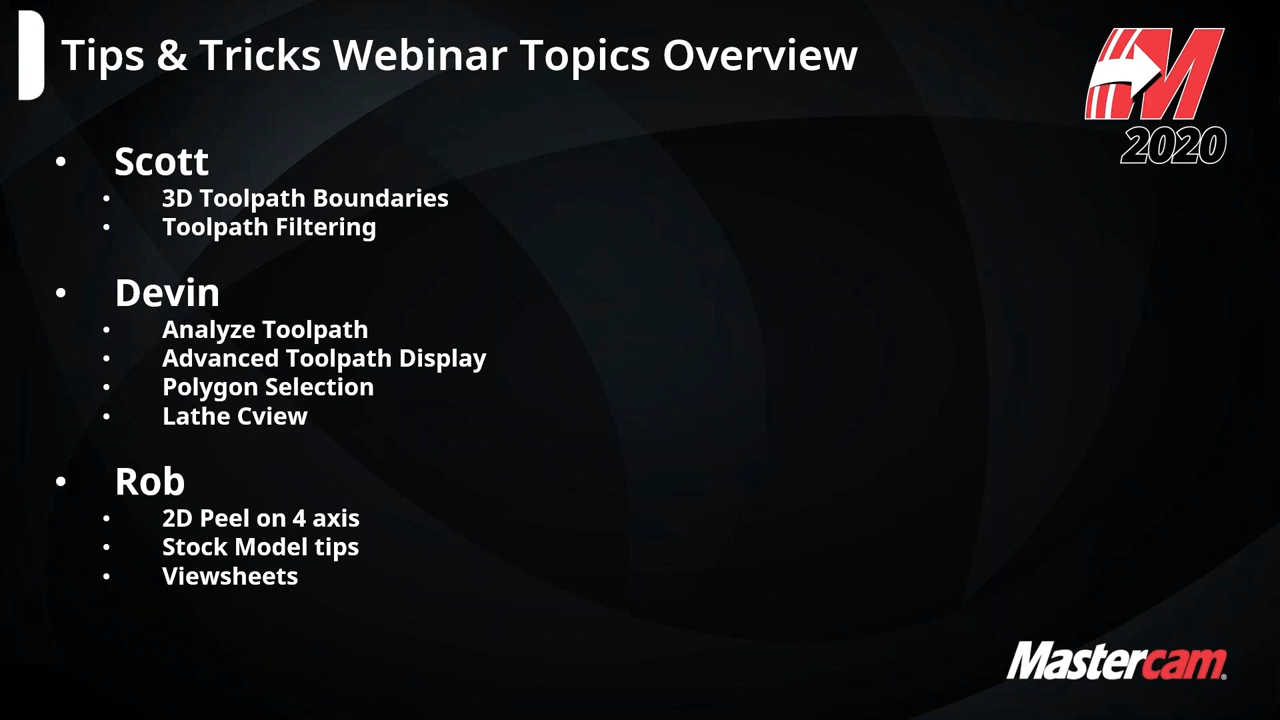 Tips & Tricks Webinar Topics Overview
2020
• Scott
• 3D Toolpath Boundaries
• Toolpath Filtering
• Devin
• Analyze Toolpath
• Advanced Toolpath Display
• Polygon Selection
• Lathe Cview
• Rob
• 2D Peel on 4 axis
• Stock Model tips
• Viewsheets
Mastercam®